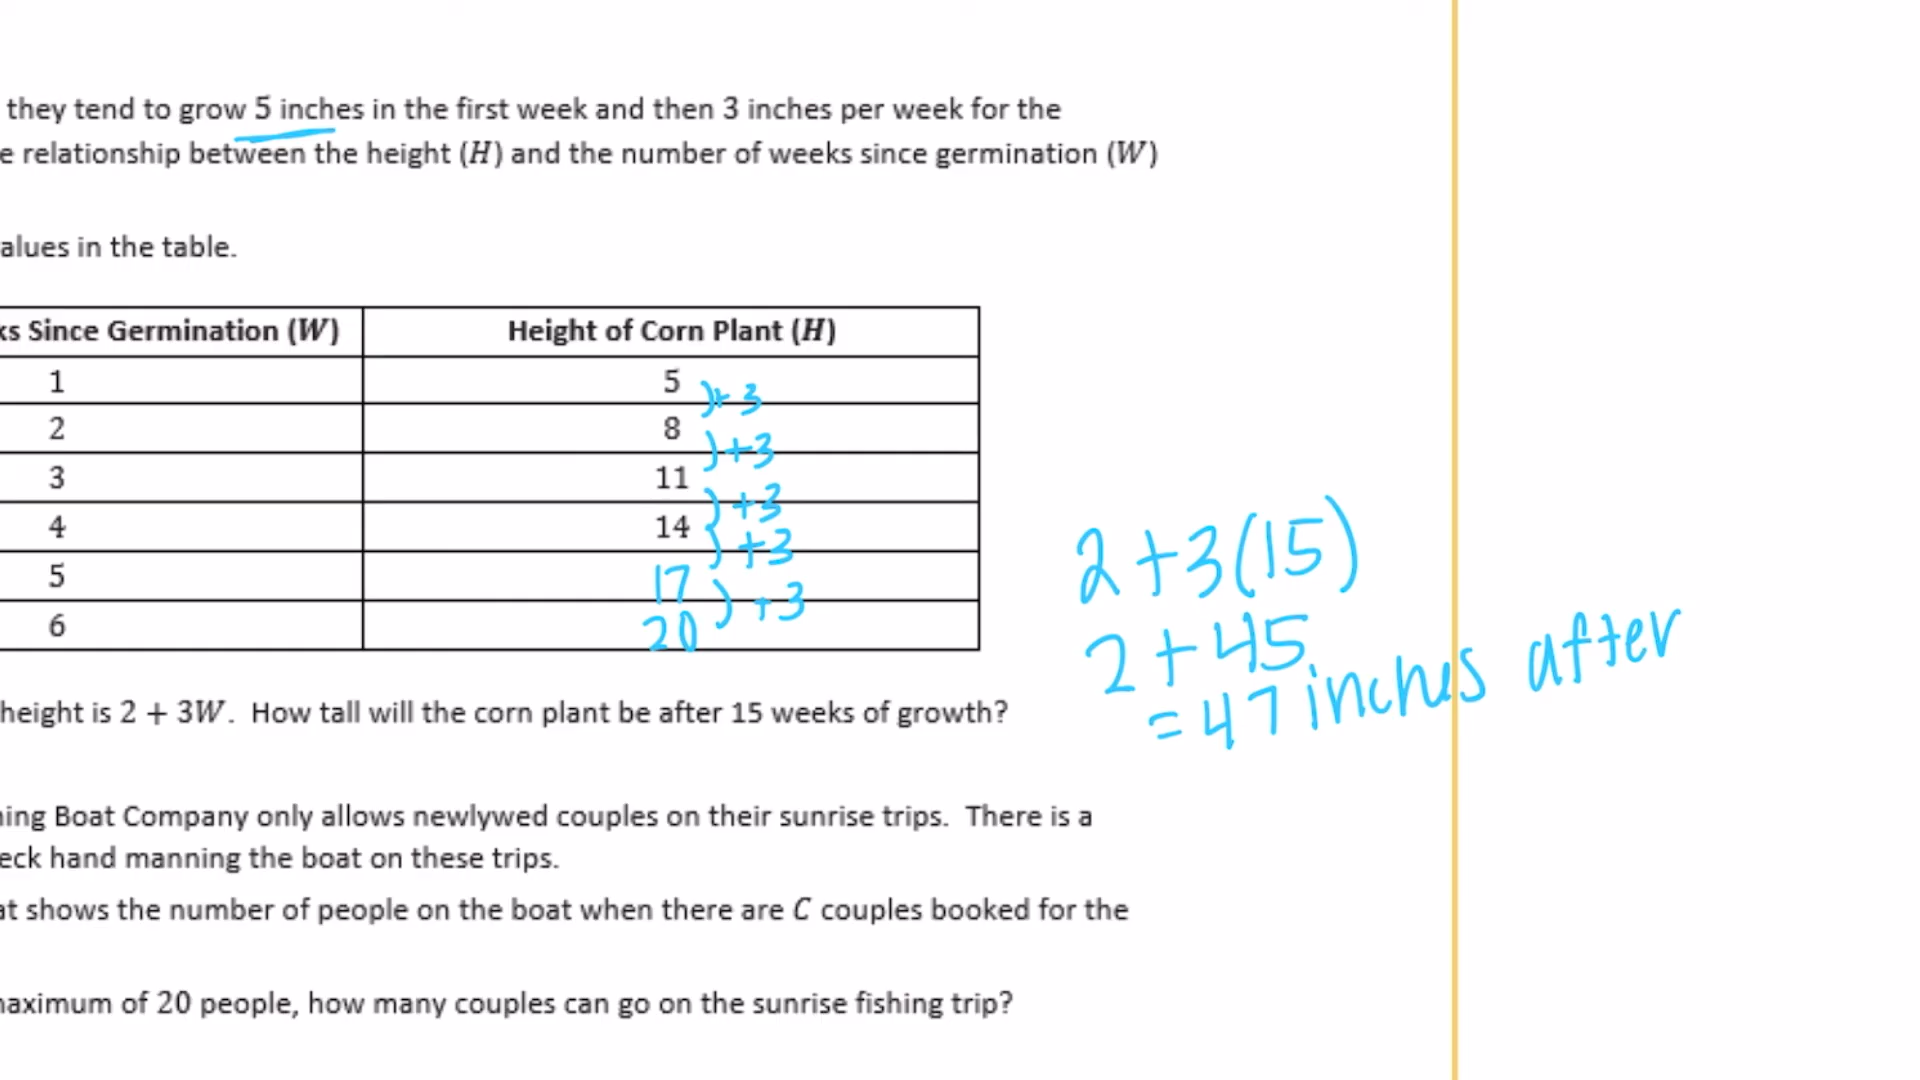 they tend to grow 5 inches in the first week and then 3 inches per week for the
e relationship between the height (H) and the number of weeks since germination (W)
alues in the table.
ks Since Germination (W) Height of Corn Plant (H)
1 5
)+3
2 8
)+3
3 11
}+3
4 14
+3
5 17
)+3
6 20
2+3(15)
2+45
=47 inches after
height is 2 + 3W. How tall will the corn plant be after 15 weeks of growth?
ning Boat Company only allows newlywed couples on their sunrise trips. There is a
eck hand manning the boat on these trips.
at shows the number of people on the boat when there are C couples booked for the
maximum of 20 people, how many couples can go on the sunrise fishing trip?